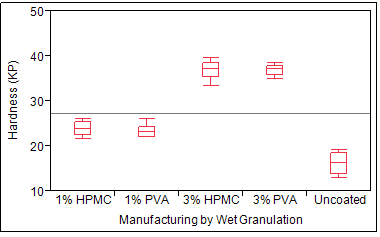 50
40
30
20
10
Hardness (KP)
1% HPMC 1% PVA 3% HPMC 3% PVA Uncoated
Manufacturing by Wet Granulation